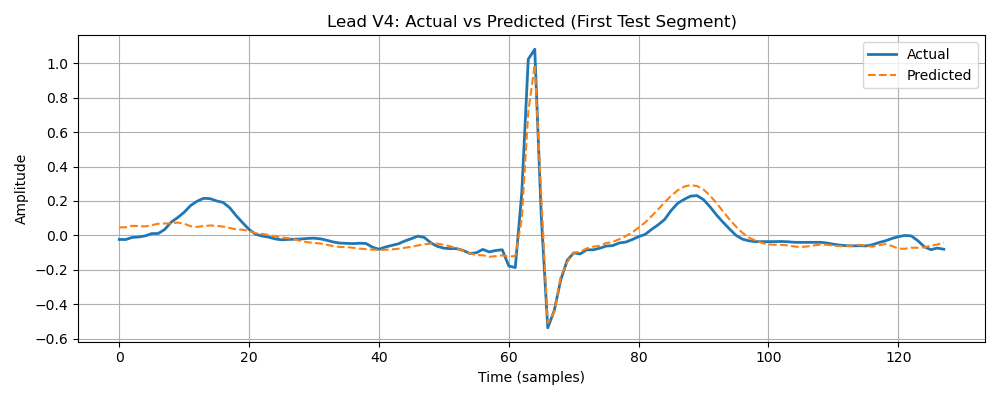 Lead V4: Actual vs Predicted (First Test Segment)
Actual
Predicted
Amplitude
1.0
0.8
0.6
0.4
0.2
0.0
−0.2
−0.4
−0.6
0 20 40 60 80 100 120
Time (samples)